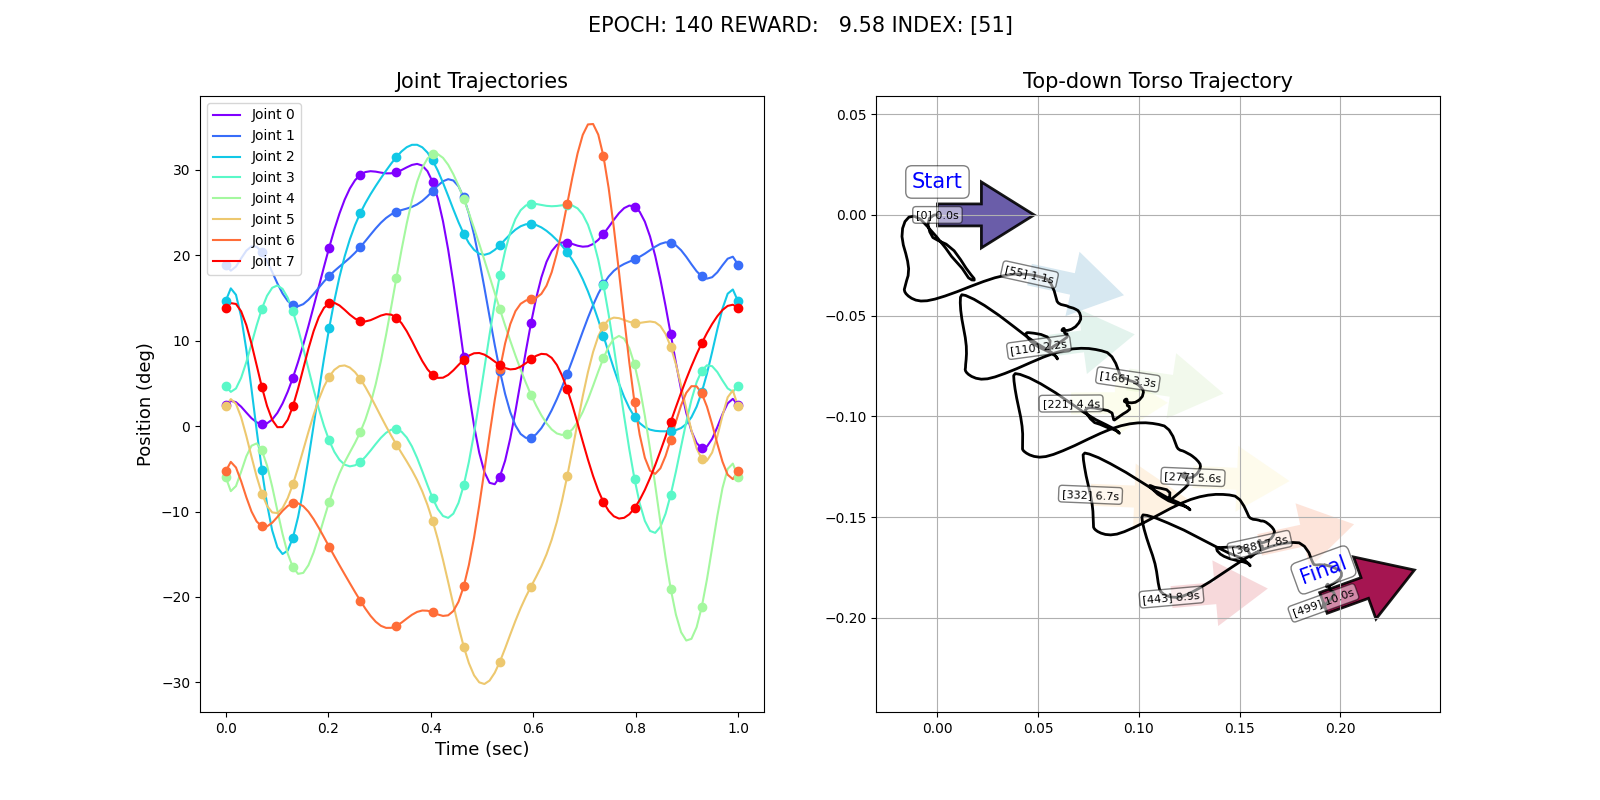 EPOCH: 140 REWARD:   9.58 INDEX: [51]
Joint Trajectories
Joint 0
Joint 1
Joint 2
Joint 3
Joint 4
Joint 5
Joint 6
Joint 7
30
20
10
0
−10
−20
−30
Position (deg)
0.0
0.2
0.4
0.6
0.8
1.0
Time (sec)
Top-down Torso Trajectory
0.05
0.00
−0.05
−0.10
−0.15
−0.20
Start
[0] 0.0s
[55] 1.1s
[110] 2.2s
[166] 3.3s
[221] 4.4s
[277] 5.6s
[332] 6.7s
[388] 7.8s
[443] 8.9s
Final
[499] 10.0s
0.00
0.05
0.10
0.15
0.20